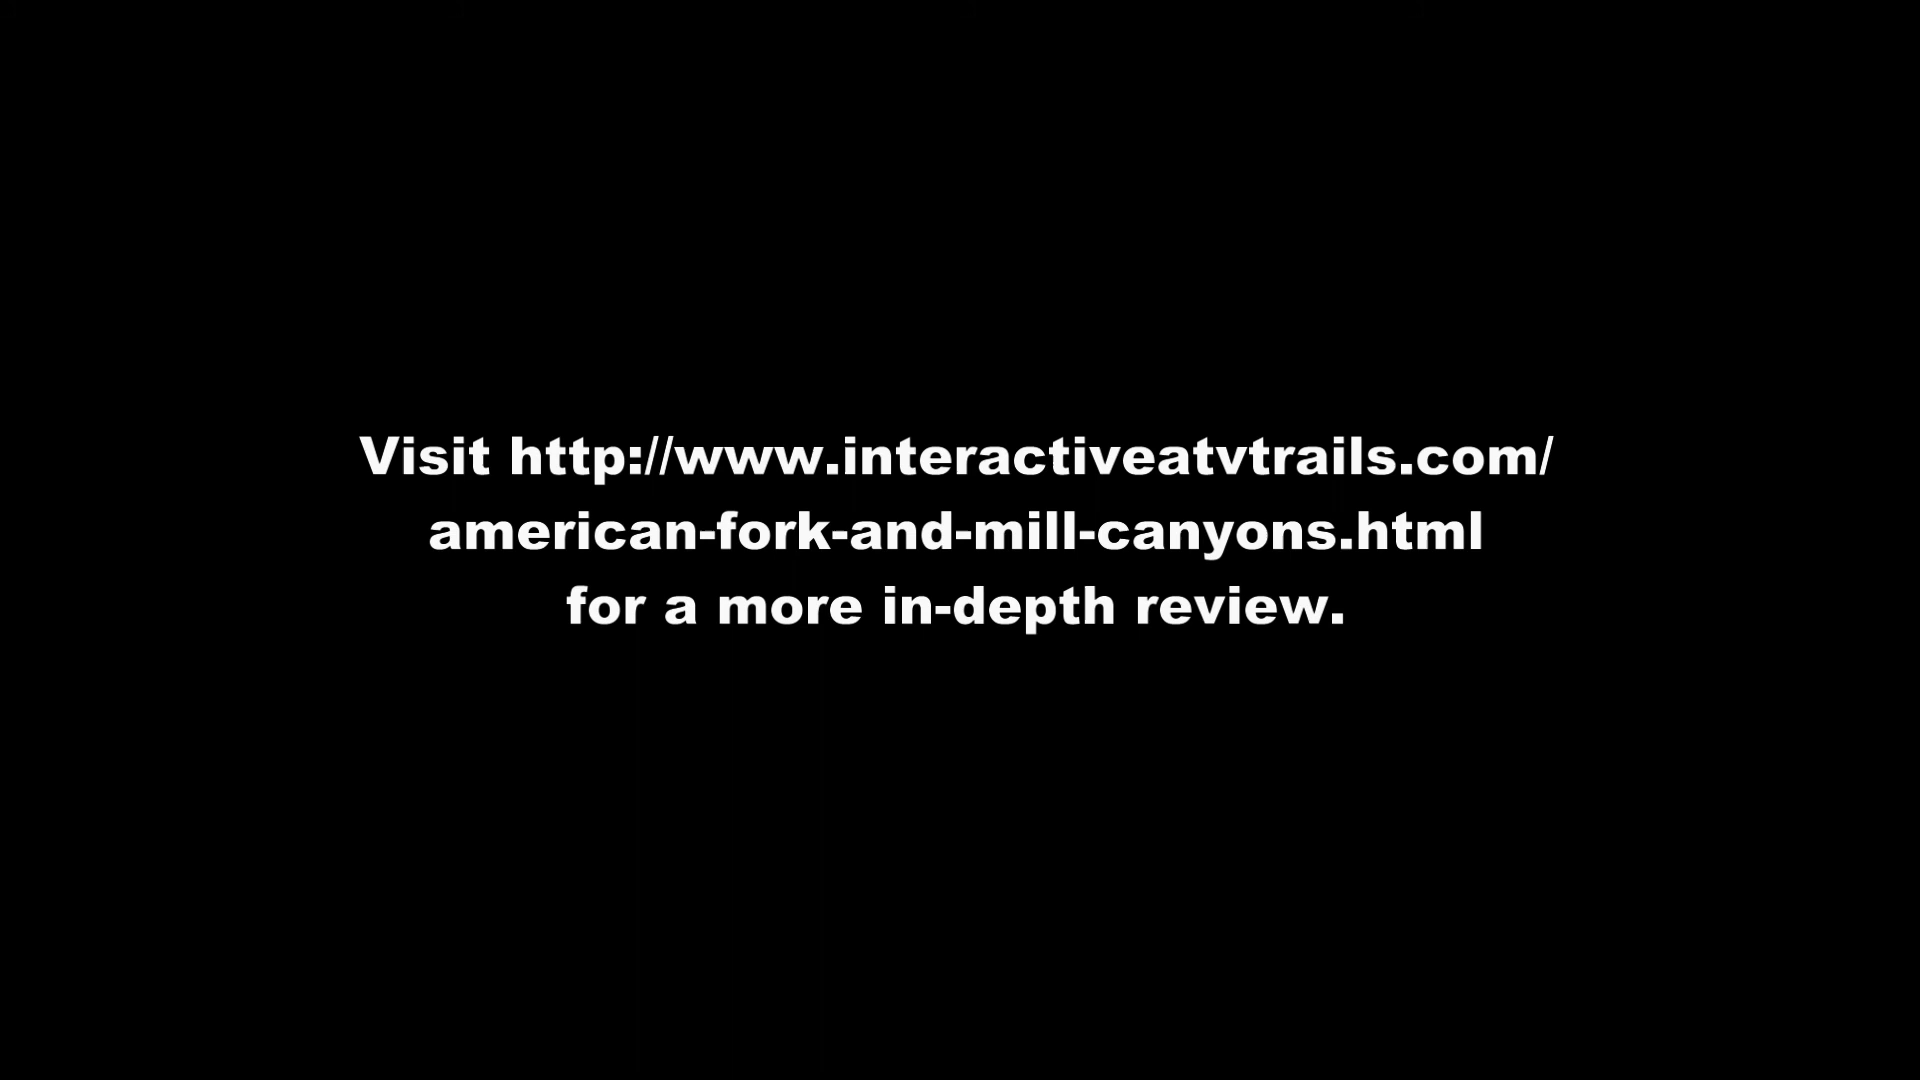 Visit http://www.interactiveatvtrails.com/
american-fork-and-mill-canyons.html
for a more in-depth review.